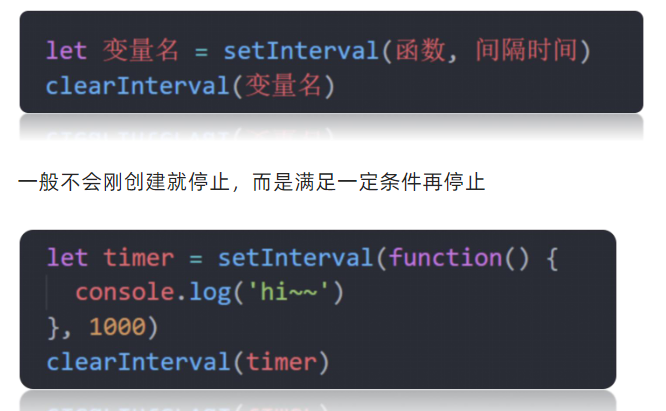 let 变量名 = setInterval(函数, 间隔时间)
clearInterval(变量名)
一般不会刚创建就停止，而是满足一定条件再停止
let timer = setInterval(function() {
  console.log('hi~~')
}, 1000)
clearInterval(timer)